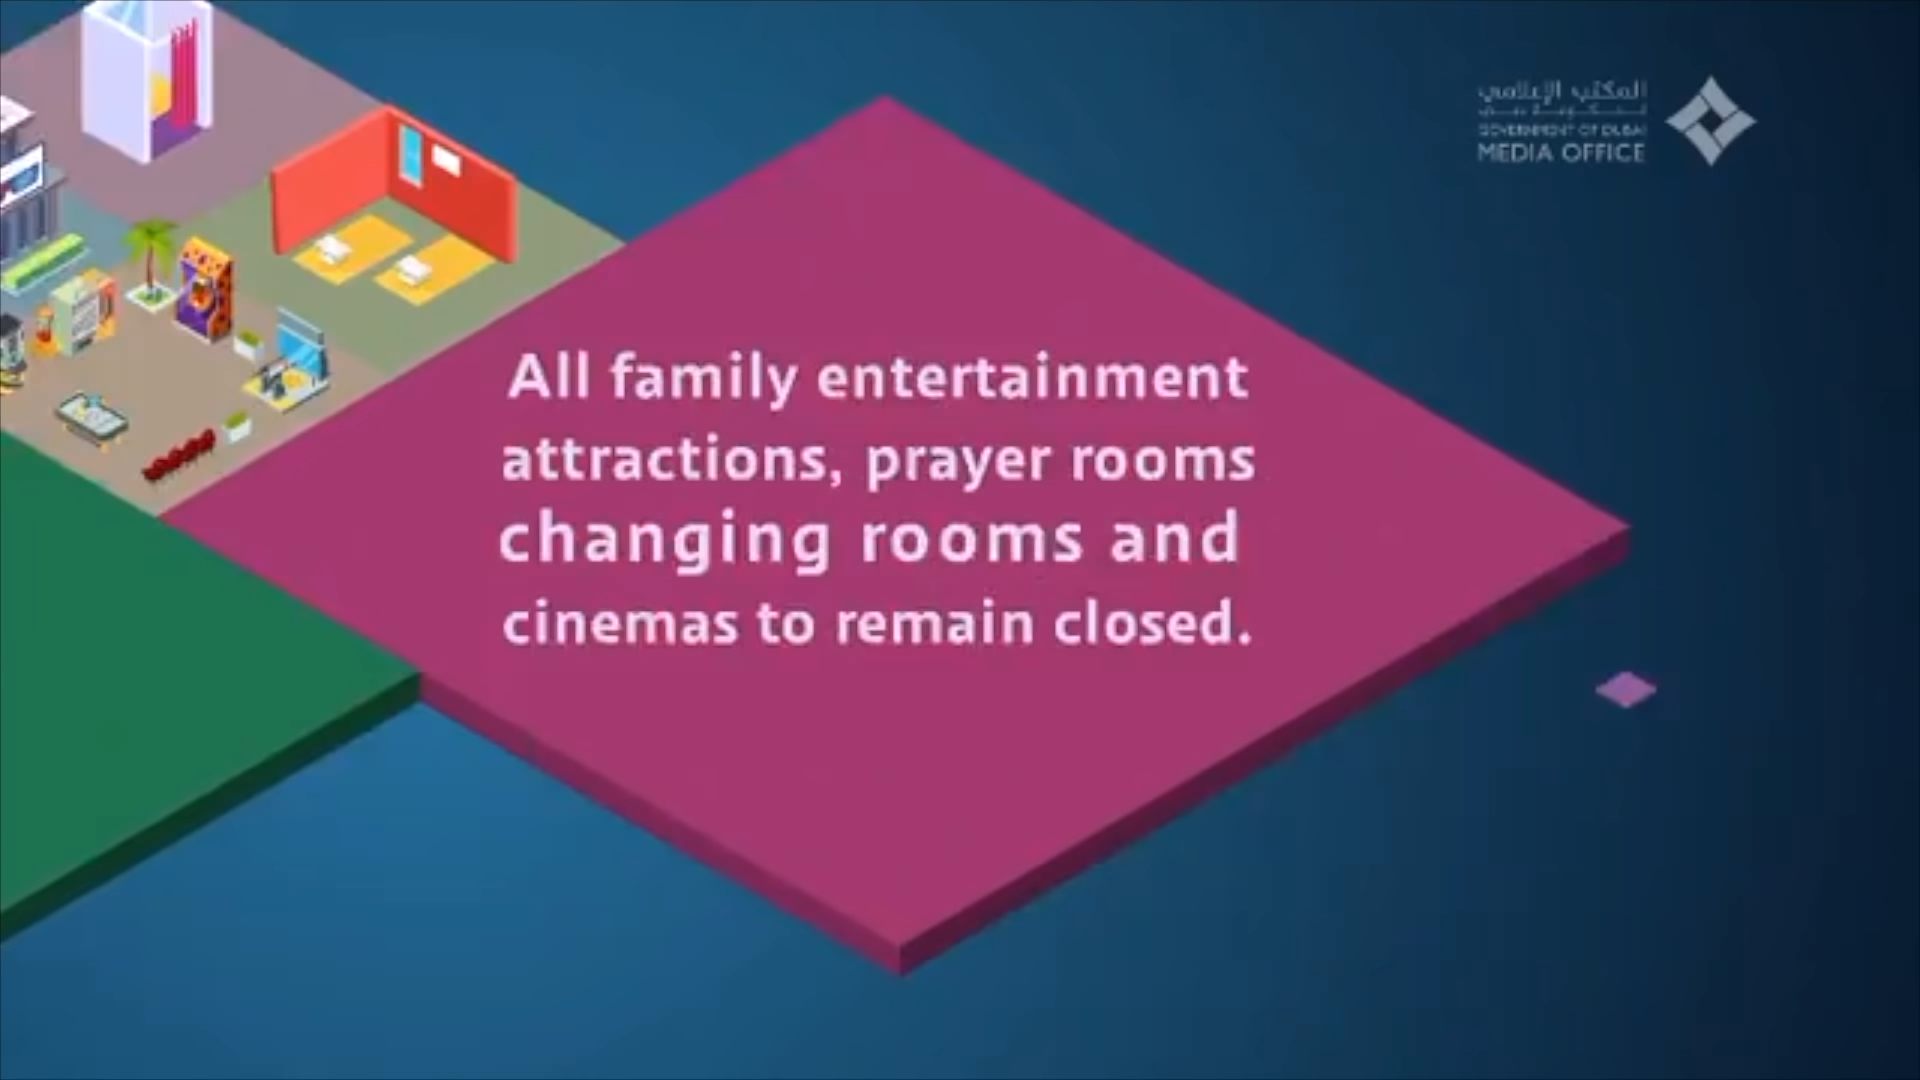 المكتب الإعلامي
GOVERNMENT OF DUBAI
MEDIA OFFICE
All family entertainment
attractions, prayer rooms
changing rooms and
cinemas to remain closed.